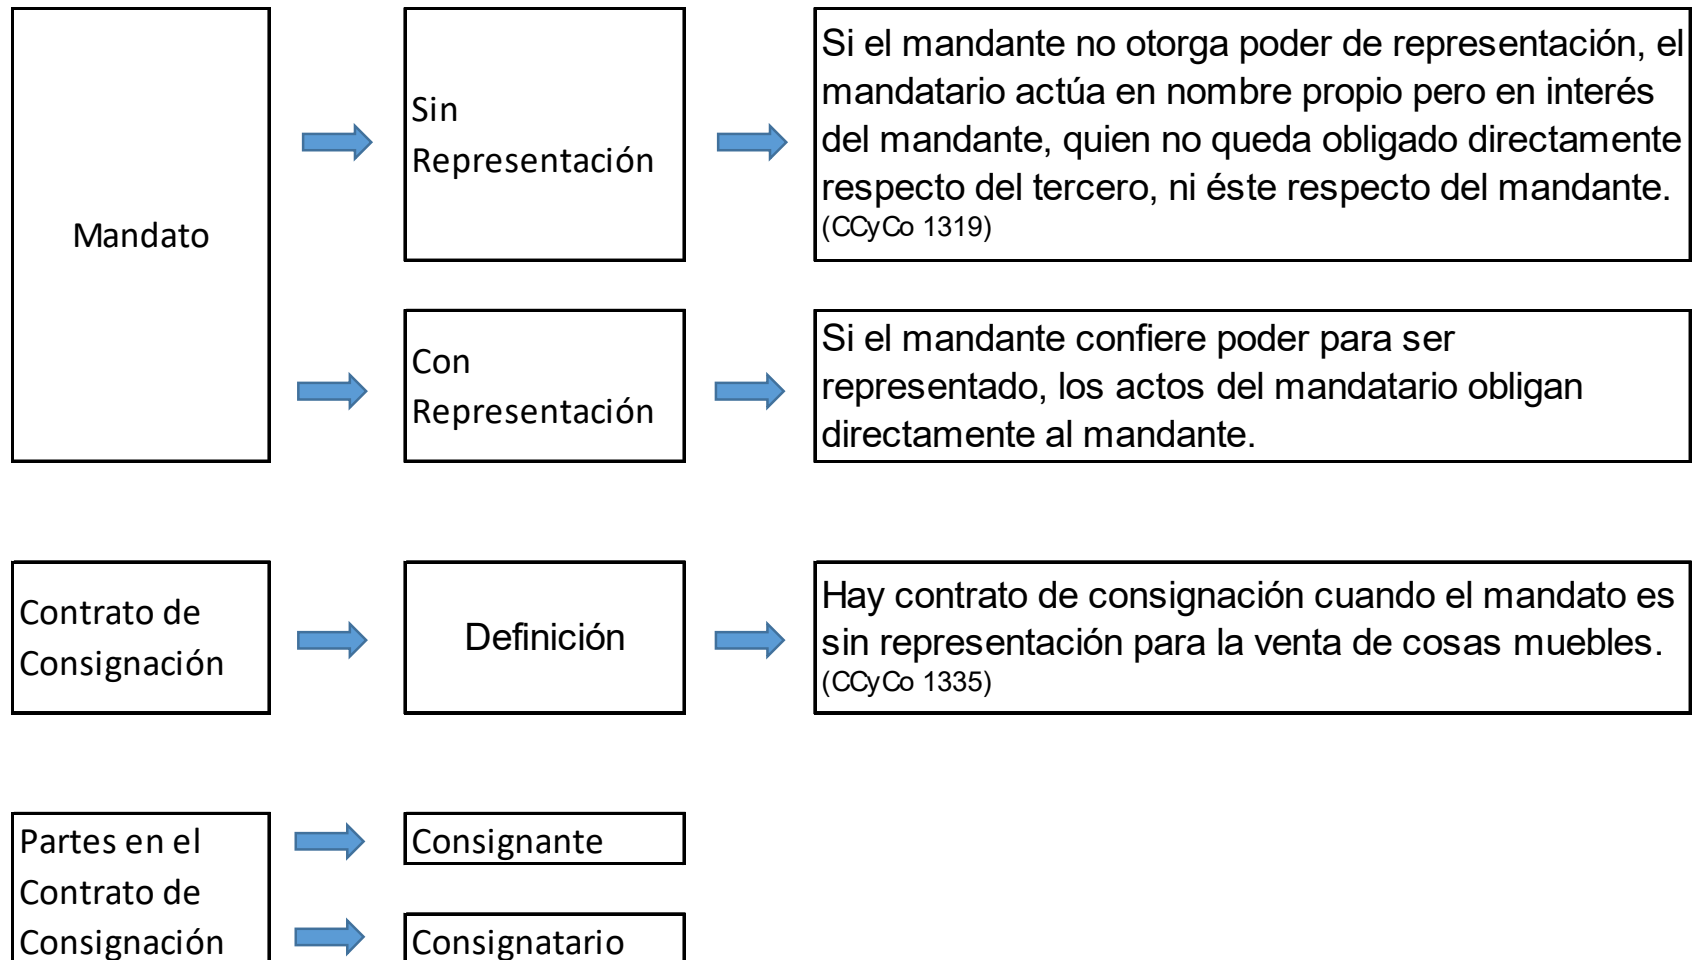 Mandato
Sin
Representación
Si el mandante no otorga poder de representación, el
mandatario actúa en nombre propio pero en interés
del mandante, quien no queda obligado directamente
respecto del tercero, ni éste respecto del mandante.
(CCyCo 1319)
Con
Representación
Si el mandante confiere poder para ser
representado, los actos del mandatario obligan
directamente al mandante.
Contrato de
Consignación
Definición
Hay contrato de consignación cuando el mandato es
sin representación para la venta de cosas muebles.
(CCyCo 1335)
Partes en el
Contrato de
Consignación
Consignante
Consignatario